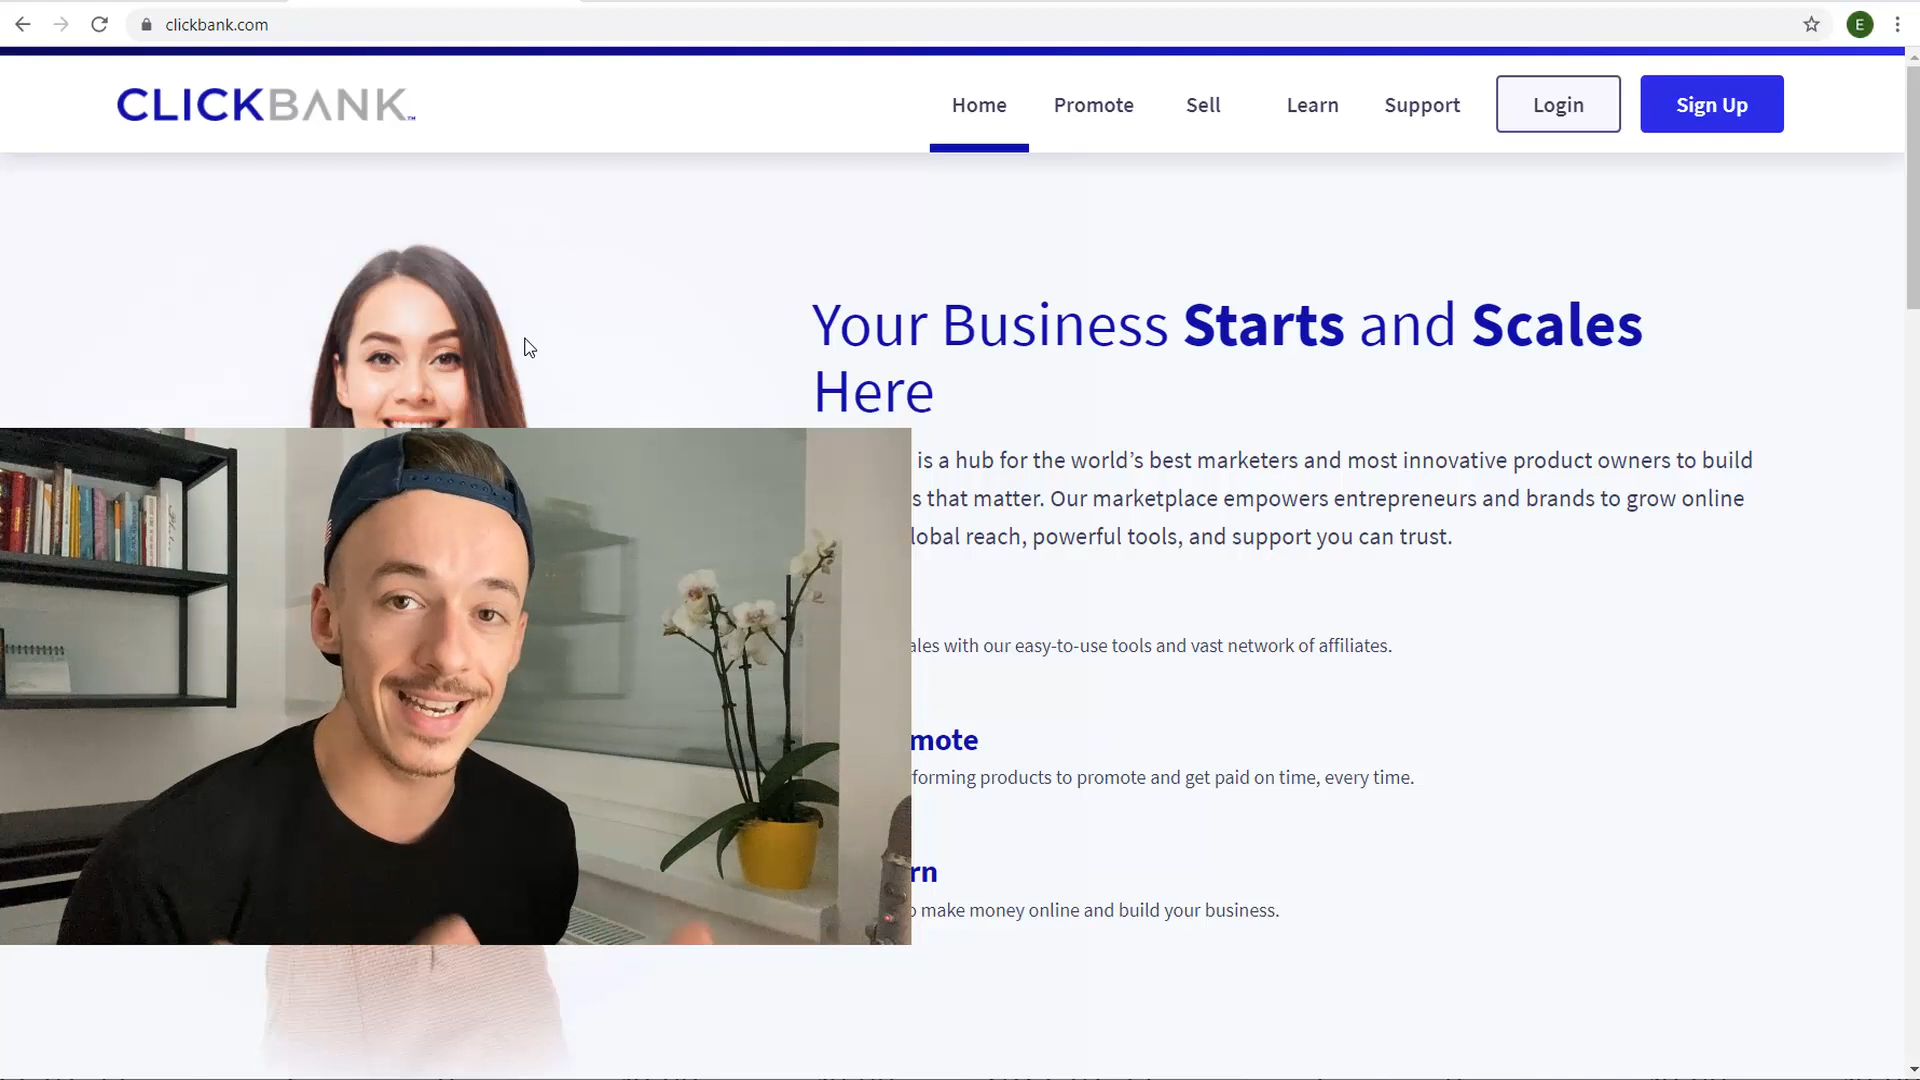 clickbank.com
E
CLICKBANK™
Home
Promote
Sell
Learn
Support
Login
Sign Up
Your Business Starts and Scales
Here
is a hub for the world’s best marketers and most innovative product owners to build
s that matter. Our marketplace empowers entrepreneurs and brands to grow online
lobal reach, powerful tools, and support you can trust.
ales with our easy-to-use tools and vast network of affiliates.
mote
forming products to promote and get paid on time, every time.
rn
o make money online and build your business.